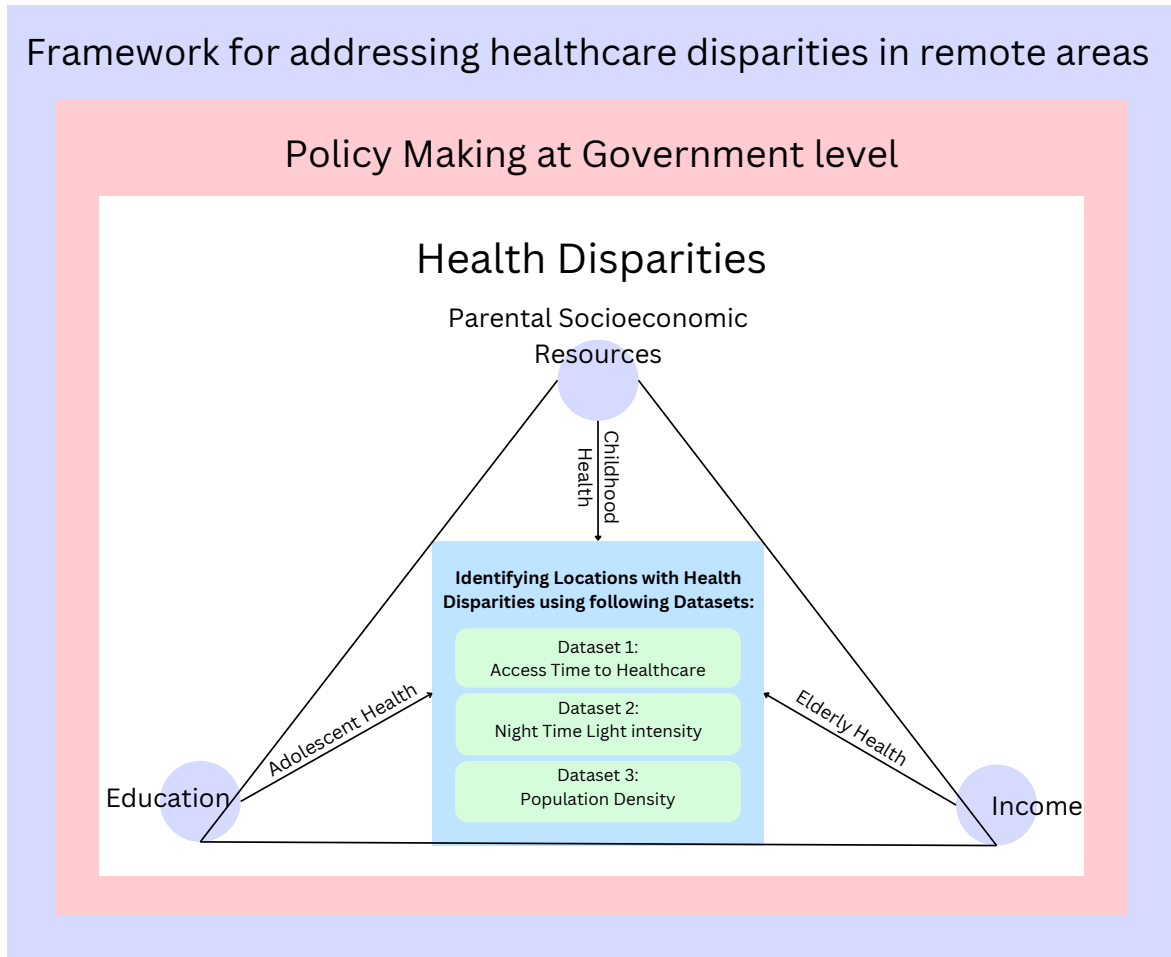 Framework for addressing healthcare disparities in remote areas
Policy Making at Government level
Health Disparities
Parental Socioeconomic
Resources
Childhood
Health
Identifying Locations with Health
Disparities using following Datasets:
Dataset 1:
Access Time to Healthcare
Dataset 2:
Night Time Light intensity
Dataset 3:
Population Density
Adolescent Health
Elderly Health
Education
Income